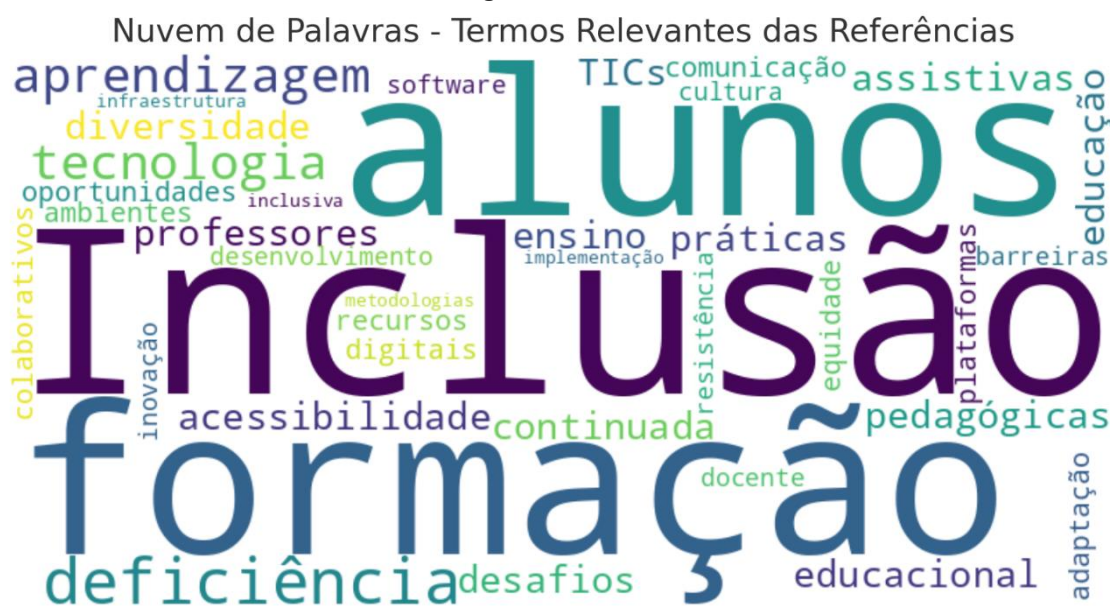 Nuvem de Palavras - Termos Relevantes das Referências
aprendizagem
software
TICs
comunicação
assistivas
infraestrutura
cultura
diversidade
alunos
educação
tecnologia
oportunidades
inclusiva
ambientes
colaborativos
professores
ensino
práticas
desenvolvimento
implementação
barreiras
Inclusão
metodologias
recursos
digitais
resistência
equidade
plataformas
inovação
acessibilidade
continuada
pedagógicas
formação
docente
adaptação
deficiência
desafios
educacional